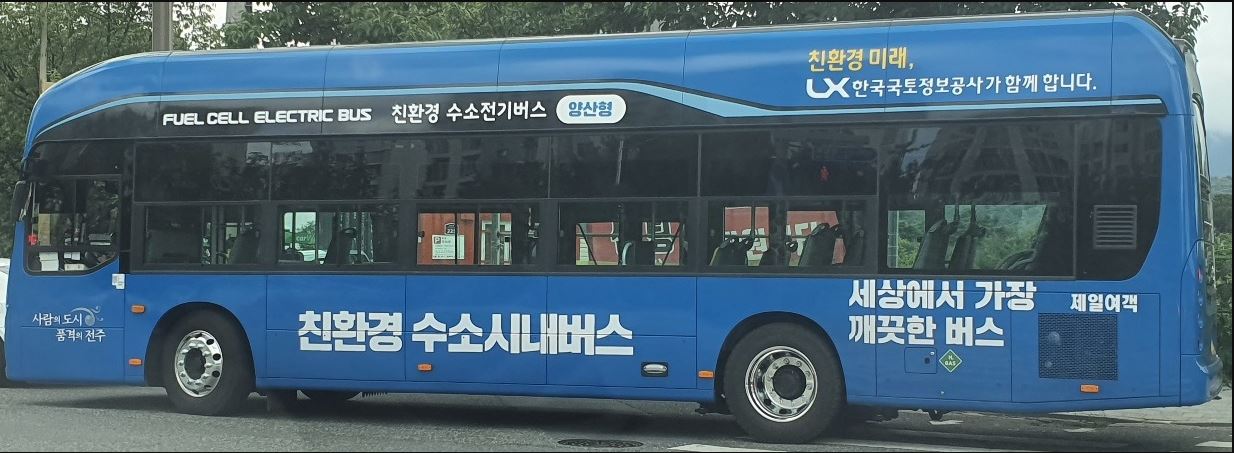 친환경 미래,
LX 한국국토정보공사가 함께 합니다.
FUEL CELL ELECTRIC BUS 친환경 수소전기버스 양산형
사람의 도시
품격의 전주
친환경 수소시내버스
세상에서 가장
깨끗한 버스
제일여객
H₂
GAS